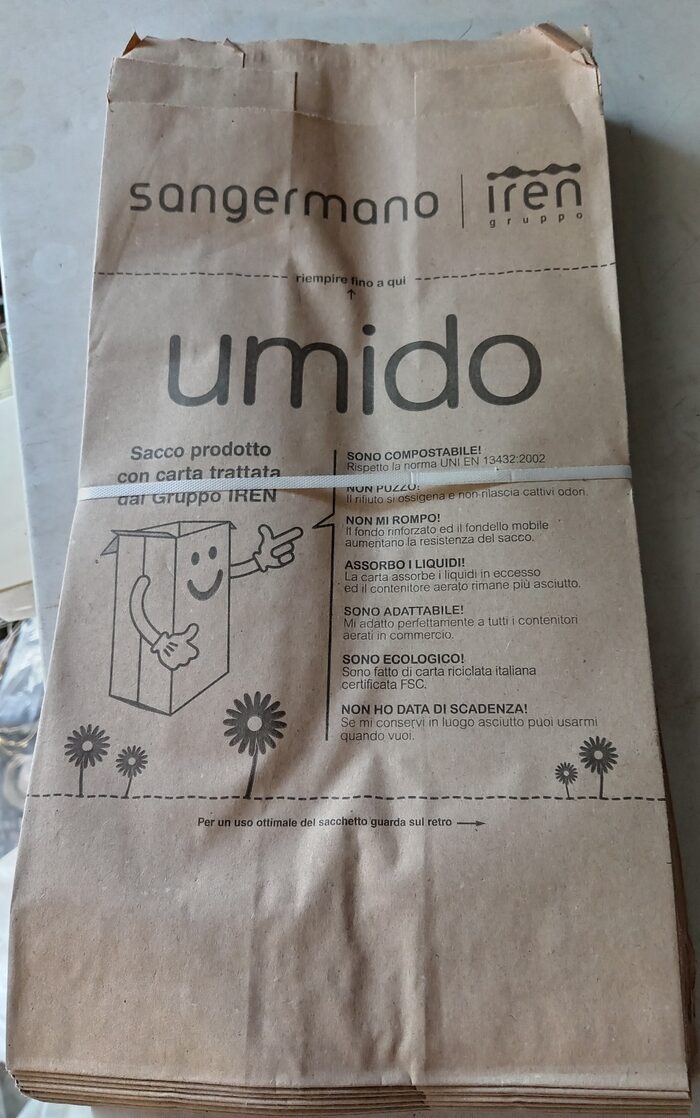 sangermano
iren
gruppo
riempire fino a qui
↑
umido
Sacco prodotto
con carta trattata
dal Gruppo IREN
SONO COMPOSTABILE!
Rispetto la norma UNI EN 13432:2002
NON PUZZO!
Il rifiuto si ossigena e non rilascia cattivi odori.
NON MI ROMPO!
Il fondo rinforzato ed il fondello mobile
aumentano la resistenza del sacco.
ASSORBO I LIQUIDI!
La carta assorbe i liquidi in eccesso
ed il contenitore aerato rimane più asciutto.
SONO ADATTABILE!
Mi adatto perfettamente a tutti i contenitori
aerati in commercio.
SONO ECOLOGICO!
Sono fatto di carta riciclata italiana
certificata FSC.
NON HO DATA DI SCADENZA!
Se mi conservi in luogo asciutto puoi usarmi
quando vuoi.
Per un uso ottimale del sacchetto guarda sul retro →